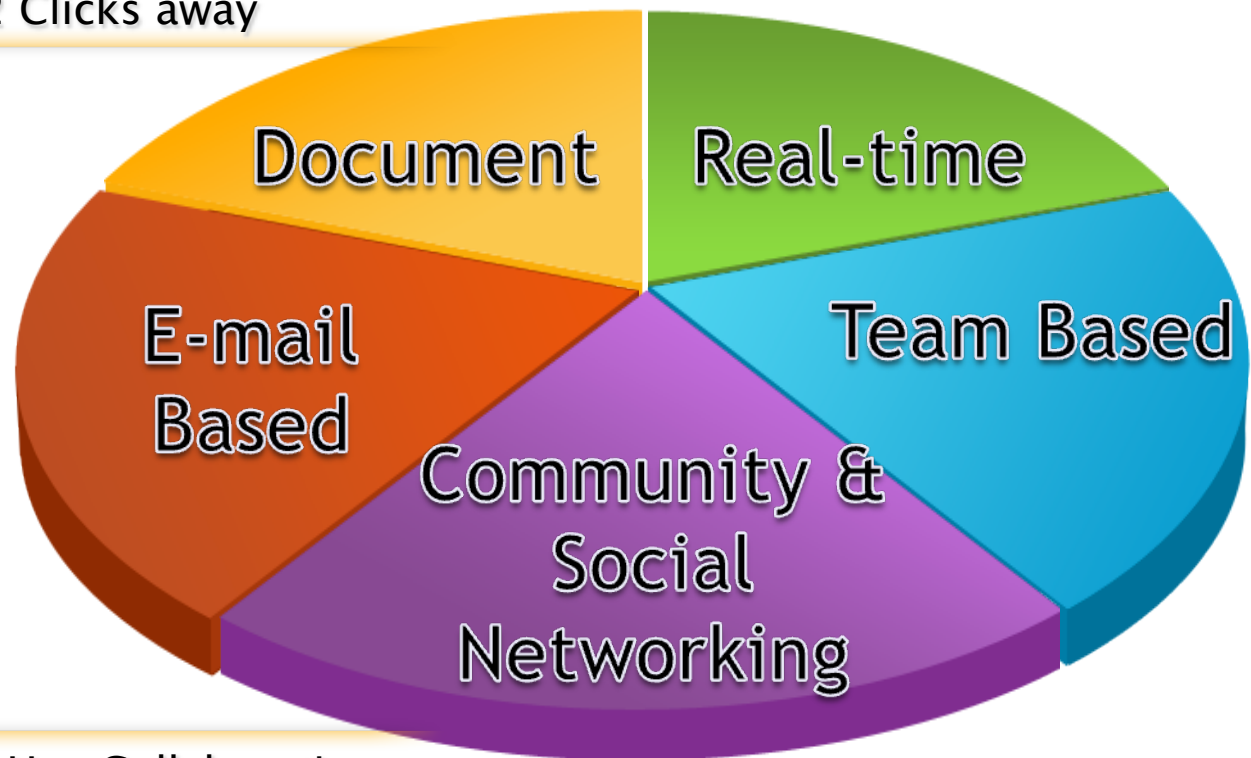 Clicks away
Document
Real-time
E-mail
Based
Team Based
Community &
Social
Networking